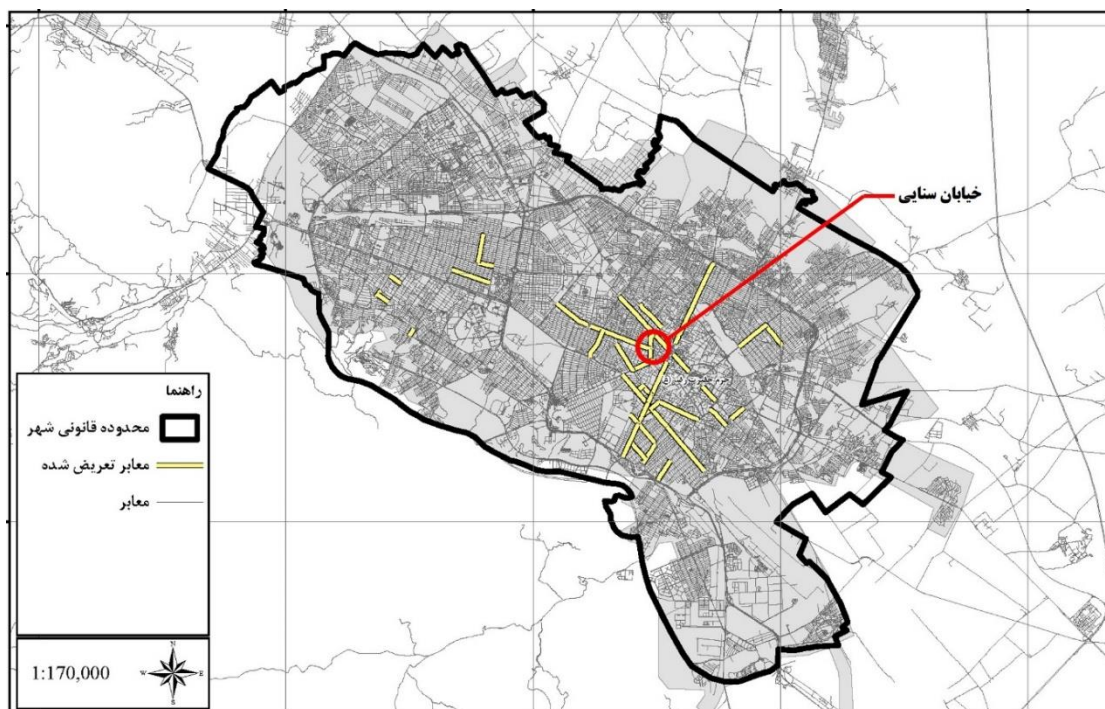 خیابان سنایی
راهنما
محدوده قانونی شهر
معابر تعریض شده
معابر
1:170,000
N
W
E
S